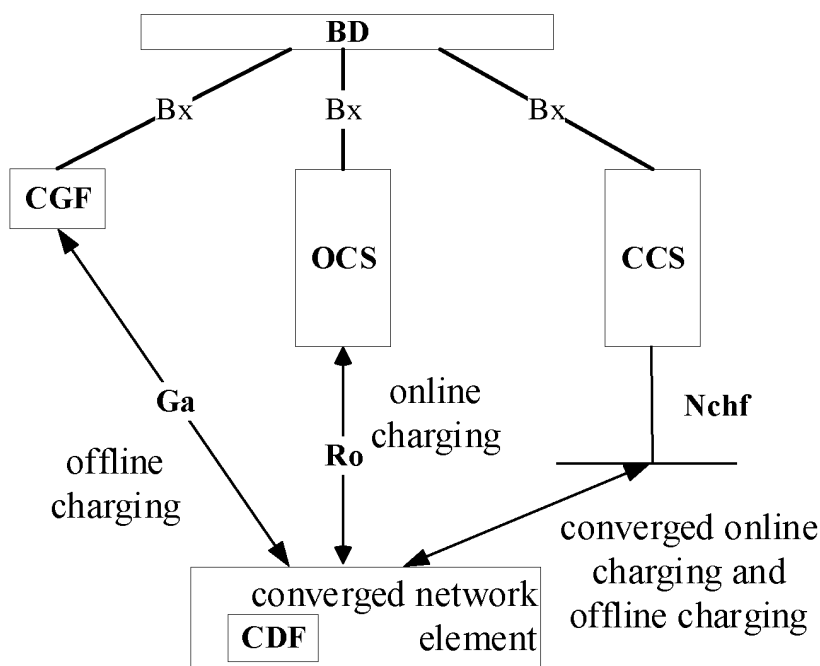 BD
Bx
Bx
Bx
CGF
OCS
CCS
Ga
offline
charging
online
charging
Ro
Nchf
converged online
charging and
offline charging
converged network
element
CDF